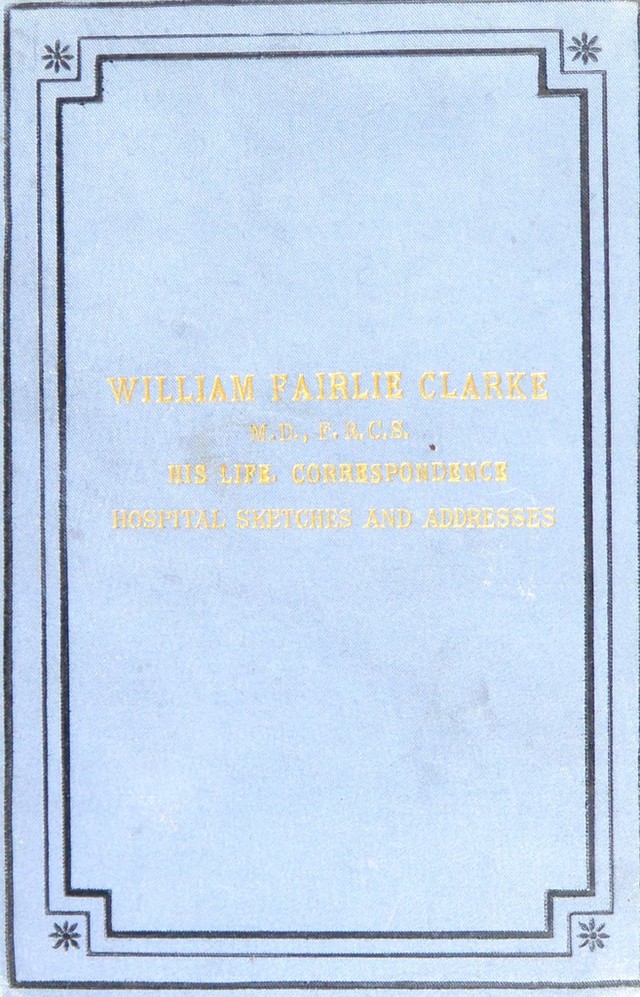 WILLIAM FAIRLIE CLARKE
M.D., F.R.C.S.
HIS LIFE, CORRESPONDENCE
HOSPITAL SKETCHES AND ADDRESSES